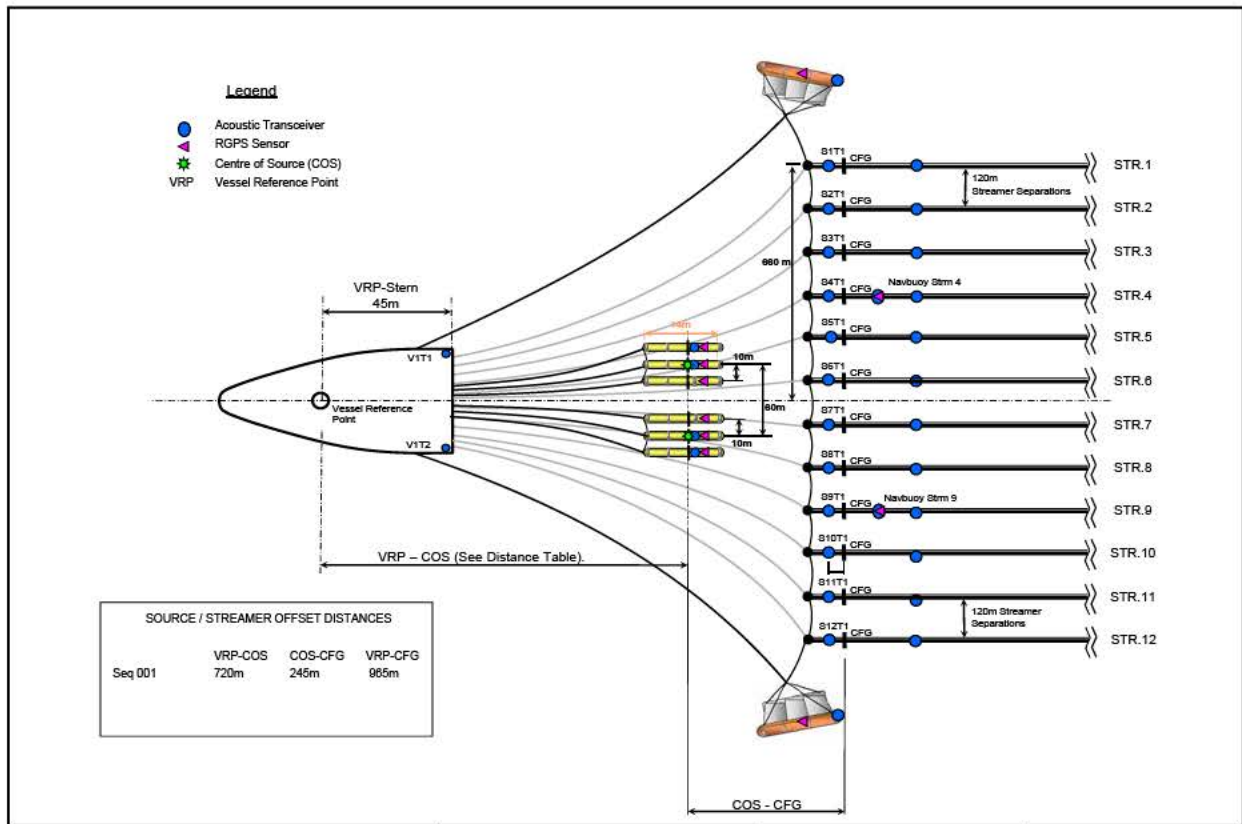 Legend
Acoustic Transceiver
RGPS Sensor
Centre of Source (COS)
VRP Vessel Reference Point
S1T1 CFG
STR.1
120m
Streamer Separations
S2T1 CFG
STR.2
S3T1 CFG
STR.3
660 m
VRP-Stern
45m
S4T1 CFG
Navbuoy Strm 4
STR.4
14m
S5T1 CFG
STR.5
V1T1
10m
S6T1 CFG
STR.6
Vessel Reference
Point
60m
S7T1 CFG
STR.7
10m
V1T2
S8T1 CFG
STR.8
S9T1 CFG
Navbuoy Strm 9
STR.9
S10T1 CFG
STR.10
VRP – COS (See Distance Table).
S11T1 CFG
STR.11
120m Streamer
Separations
S12T1 CFG
STR.12
SOURCE / STREAMER OFFSET DISTANCES
VRP-COS COS-CFG VRP-CFG
Seq 001 720m 245m 965m
COS - CFG